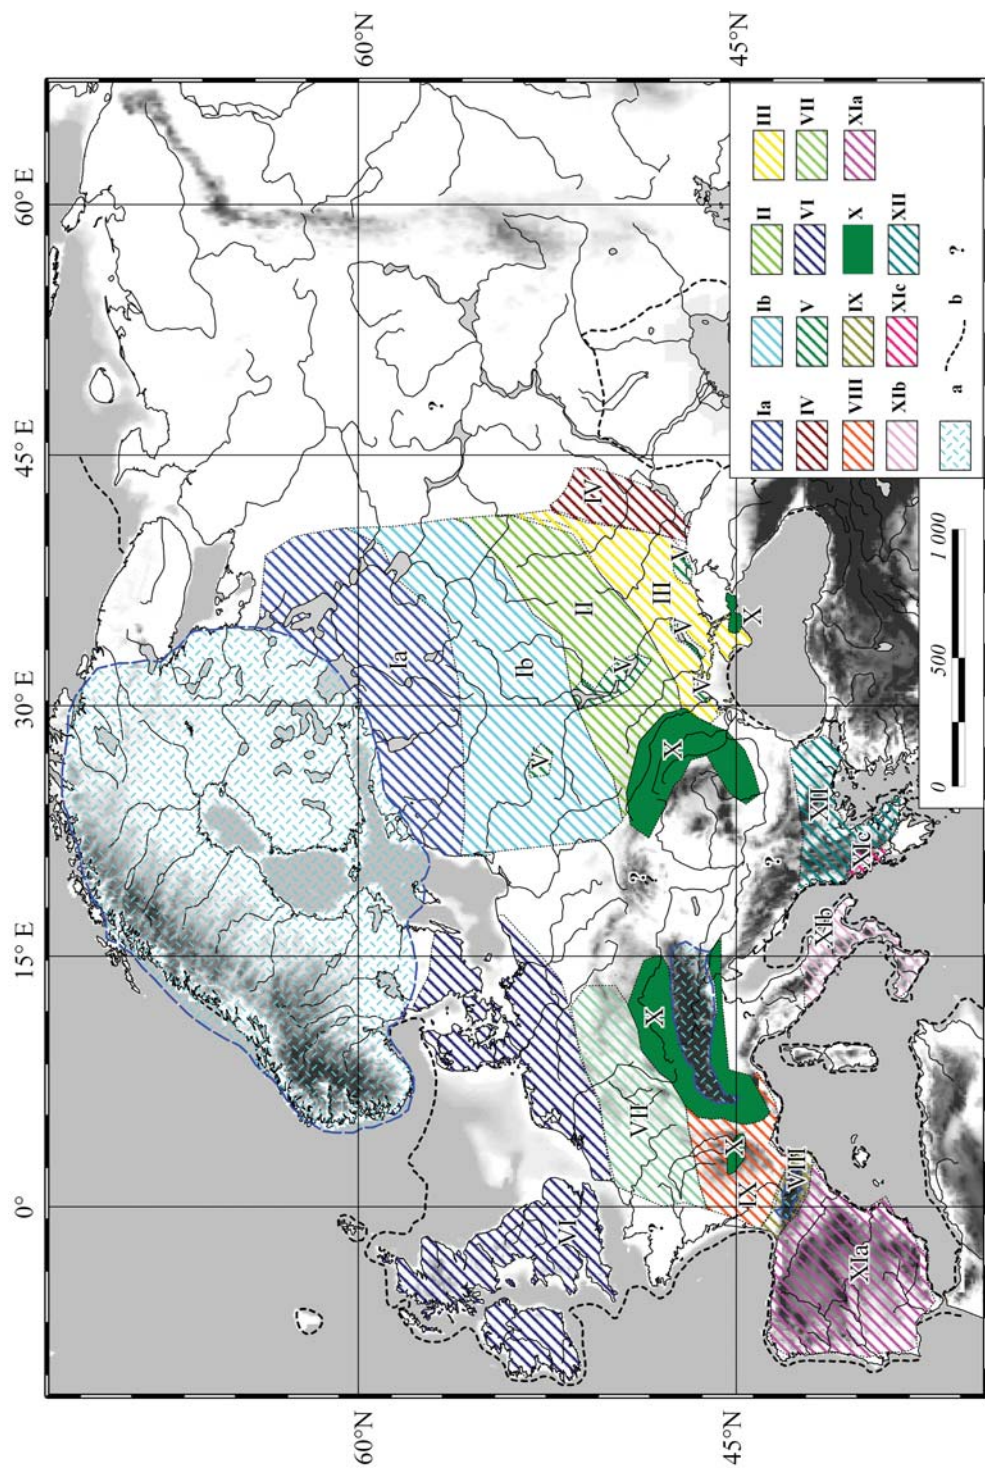 60°N
45°N
60° E
45° E
30° E
15° E
0°
60°N
45°N
Ia
Ib
II
III
IV
V
V
V
V
V
VI
VII
VIII
IX
X
X
X
X
XIa
XIb
XIc
XII
?
?
?
?
?
?
Ia
Ib
II
III
IV
V
VI
VII
VIII
IX
X
XIa
XIb
XIc
XII
a
b
?
0
500
1 000